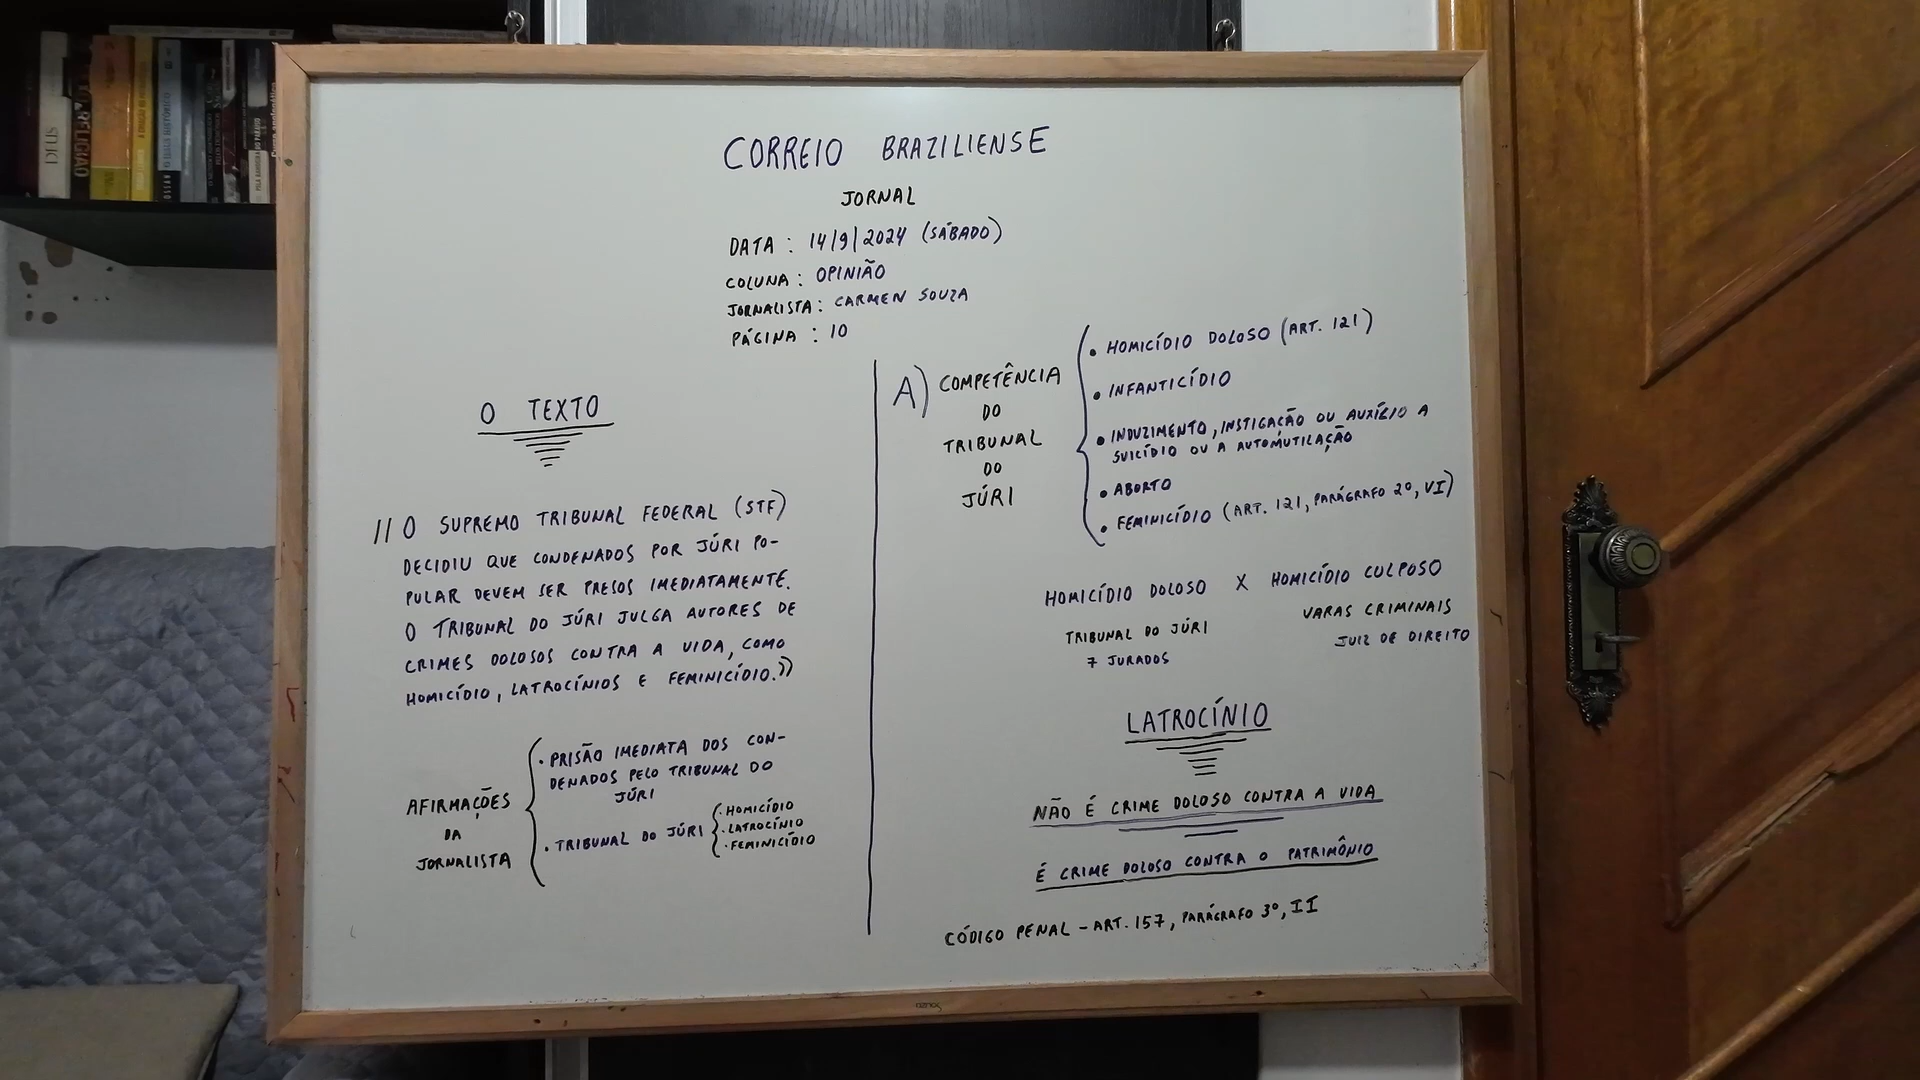 CORREIO BRAZILIENSE
JORNAL
DATA : 14/9/2024 (SÁBADO)
COLUNA : OPINIÃO
JORNALISTA : CARMEN SOUZA
PÁGINA : 10
O TEXTO
// O SUPREMO TRIBUNAL FEDERAL (STF)
DECIDIU QUE CONDENADOS POR JÚRI PO-
PULAR DEVEM SER PRESOS IMEDIATAMENTE.
O TRIBUNAL DO JÚRI JULGA AUTORES DE
CRIMES DOLOSOS CONTRA A VIDA, COMO
HOMICÍDIO, LATROCÍNIOS E FEMINICÍDIO.))
AFIRMAÇÕES
DA
JORNALISTA
• PRISÃO IMEDIATA DOS CON-
DENADOS PELO TRIBUNAL DO
JÚRI
• TRIBUNAL DO JÚRI
• HOMICÍDIO
• LATROCÍNIO
• FEMINICÍDIO
A) COMPETÊNCIA
DO
TRIBUNAL
DO
JÚRI
• HOMICÍDIO DOLOSO (ART. 121)
• INFANTICÍDIO
• INDUZIMENTO, INSTIGAÇÃO OU AUXÍLIO A
SUICÍDIO OU A AUTOMUTILAÇÃO
• ABORTO
• FEMINICÍDIO (ART. 121, PARÁGRAFO 2º, VI)
HOMICÍDIO DOLOSO X HOMICÍDIO CULPOSO
TRIBUNAL DO JÚRI
7 JURADOS
VARAS CRIMINAIS
JUIZ DE DIREITO
LATROCÍNIO
NÃO É CRIME DOLOSO CONTRA A VIDA
É CRIME DOLOSO CONTRA O PATRIMÔNIO
CÓDIGO PENAL - ART. 157, PARÁGRAFO 3º, II
STUDI
RELIGIÃO